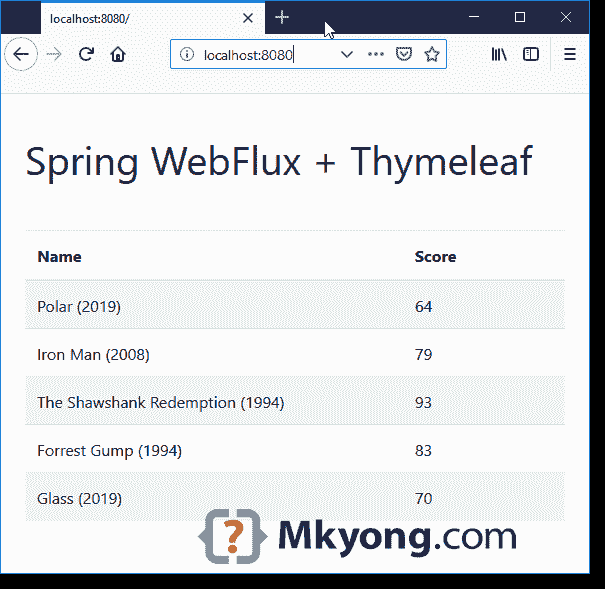 localhost:8080/
localhost:8080
Spring WebFlux + Thymeleaf
Name Score
Polar (2019) 64
Iron Man (2008) 79
The Shawshank Redemption (1994) 93
Forrest Gump (1994) 83
Glass (2019) 70
{?} Mkyong.com